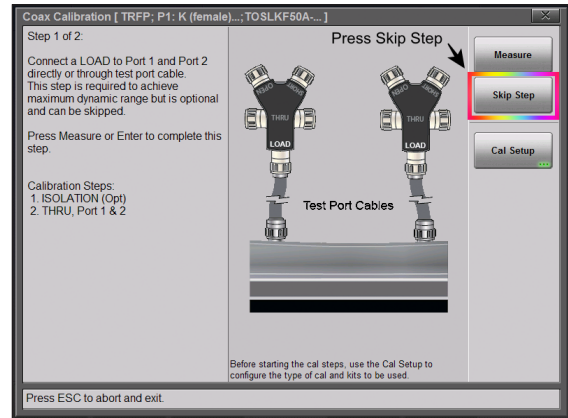 Coax Calibration [ TRFP; P1: K (female)...;TOSLKF50A-... ]
Step 1 of 2:
Connect a LOAD to Port 1 and Port 2
directly or through test port cable.
This step is required to achieve
maximum dynamic range but is optional
and can be skipped.
Press Measure or Enter to complete this
step.
Calibration Steps:
1. ISOLATION (Opt)
2. THRU, Port 1 & 2
Press Skip Step
OPEN
SHORT
THRU
LOAD
OPEN
SHORT
THRU
LOAD
Test Port Cables
Before starting the cal steps, use the Cal Setup to
configure the type of cal and kits to be used.
Measure
Skip Step
Cal Setup
Press ESC to abort and exit.